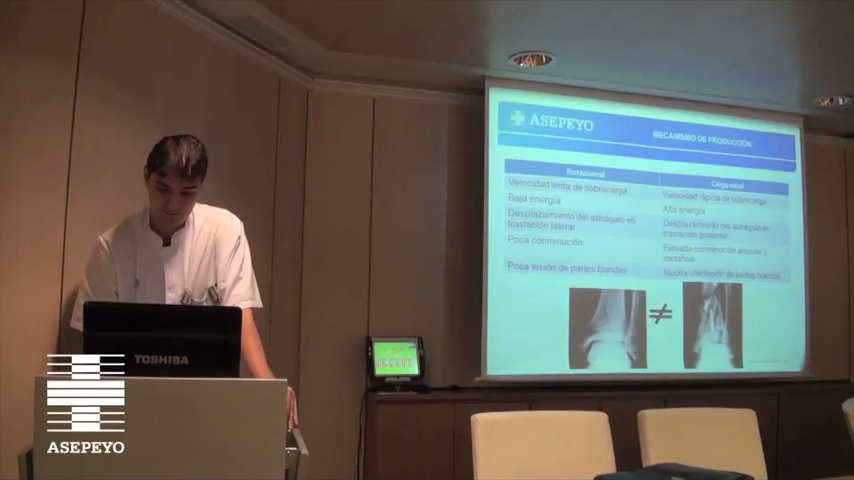 ASEPEYO
MECANISMO DE PRODUCCIÓN
Rotacional
Carga axial
Velocidad lenta de sobrecarga
Velocidad rápida de sobrecarga
Baja energía
Alta energía
Desplazamiento del astrágalo en
traslación lateral
Desplazamiento del astrágalo en
traslación proximal
Poca conminución
Elevada conminución articular y
metafisis
Poca lesión de partes blandas
Mucha afectación de partes blandas
≠
TOSHIBA
ASEPEYO